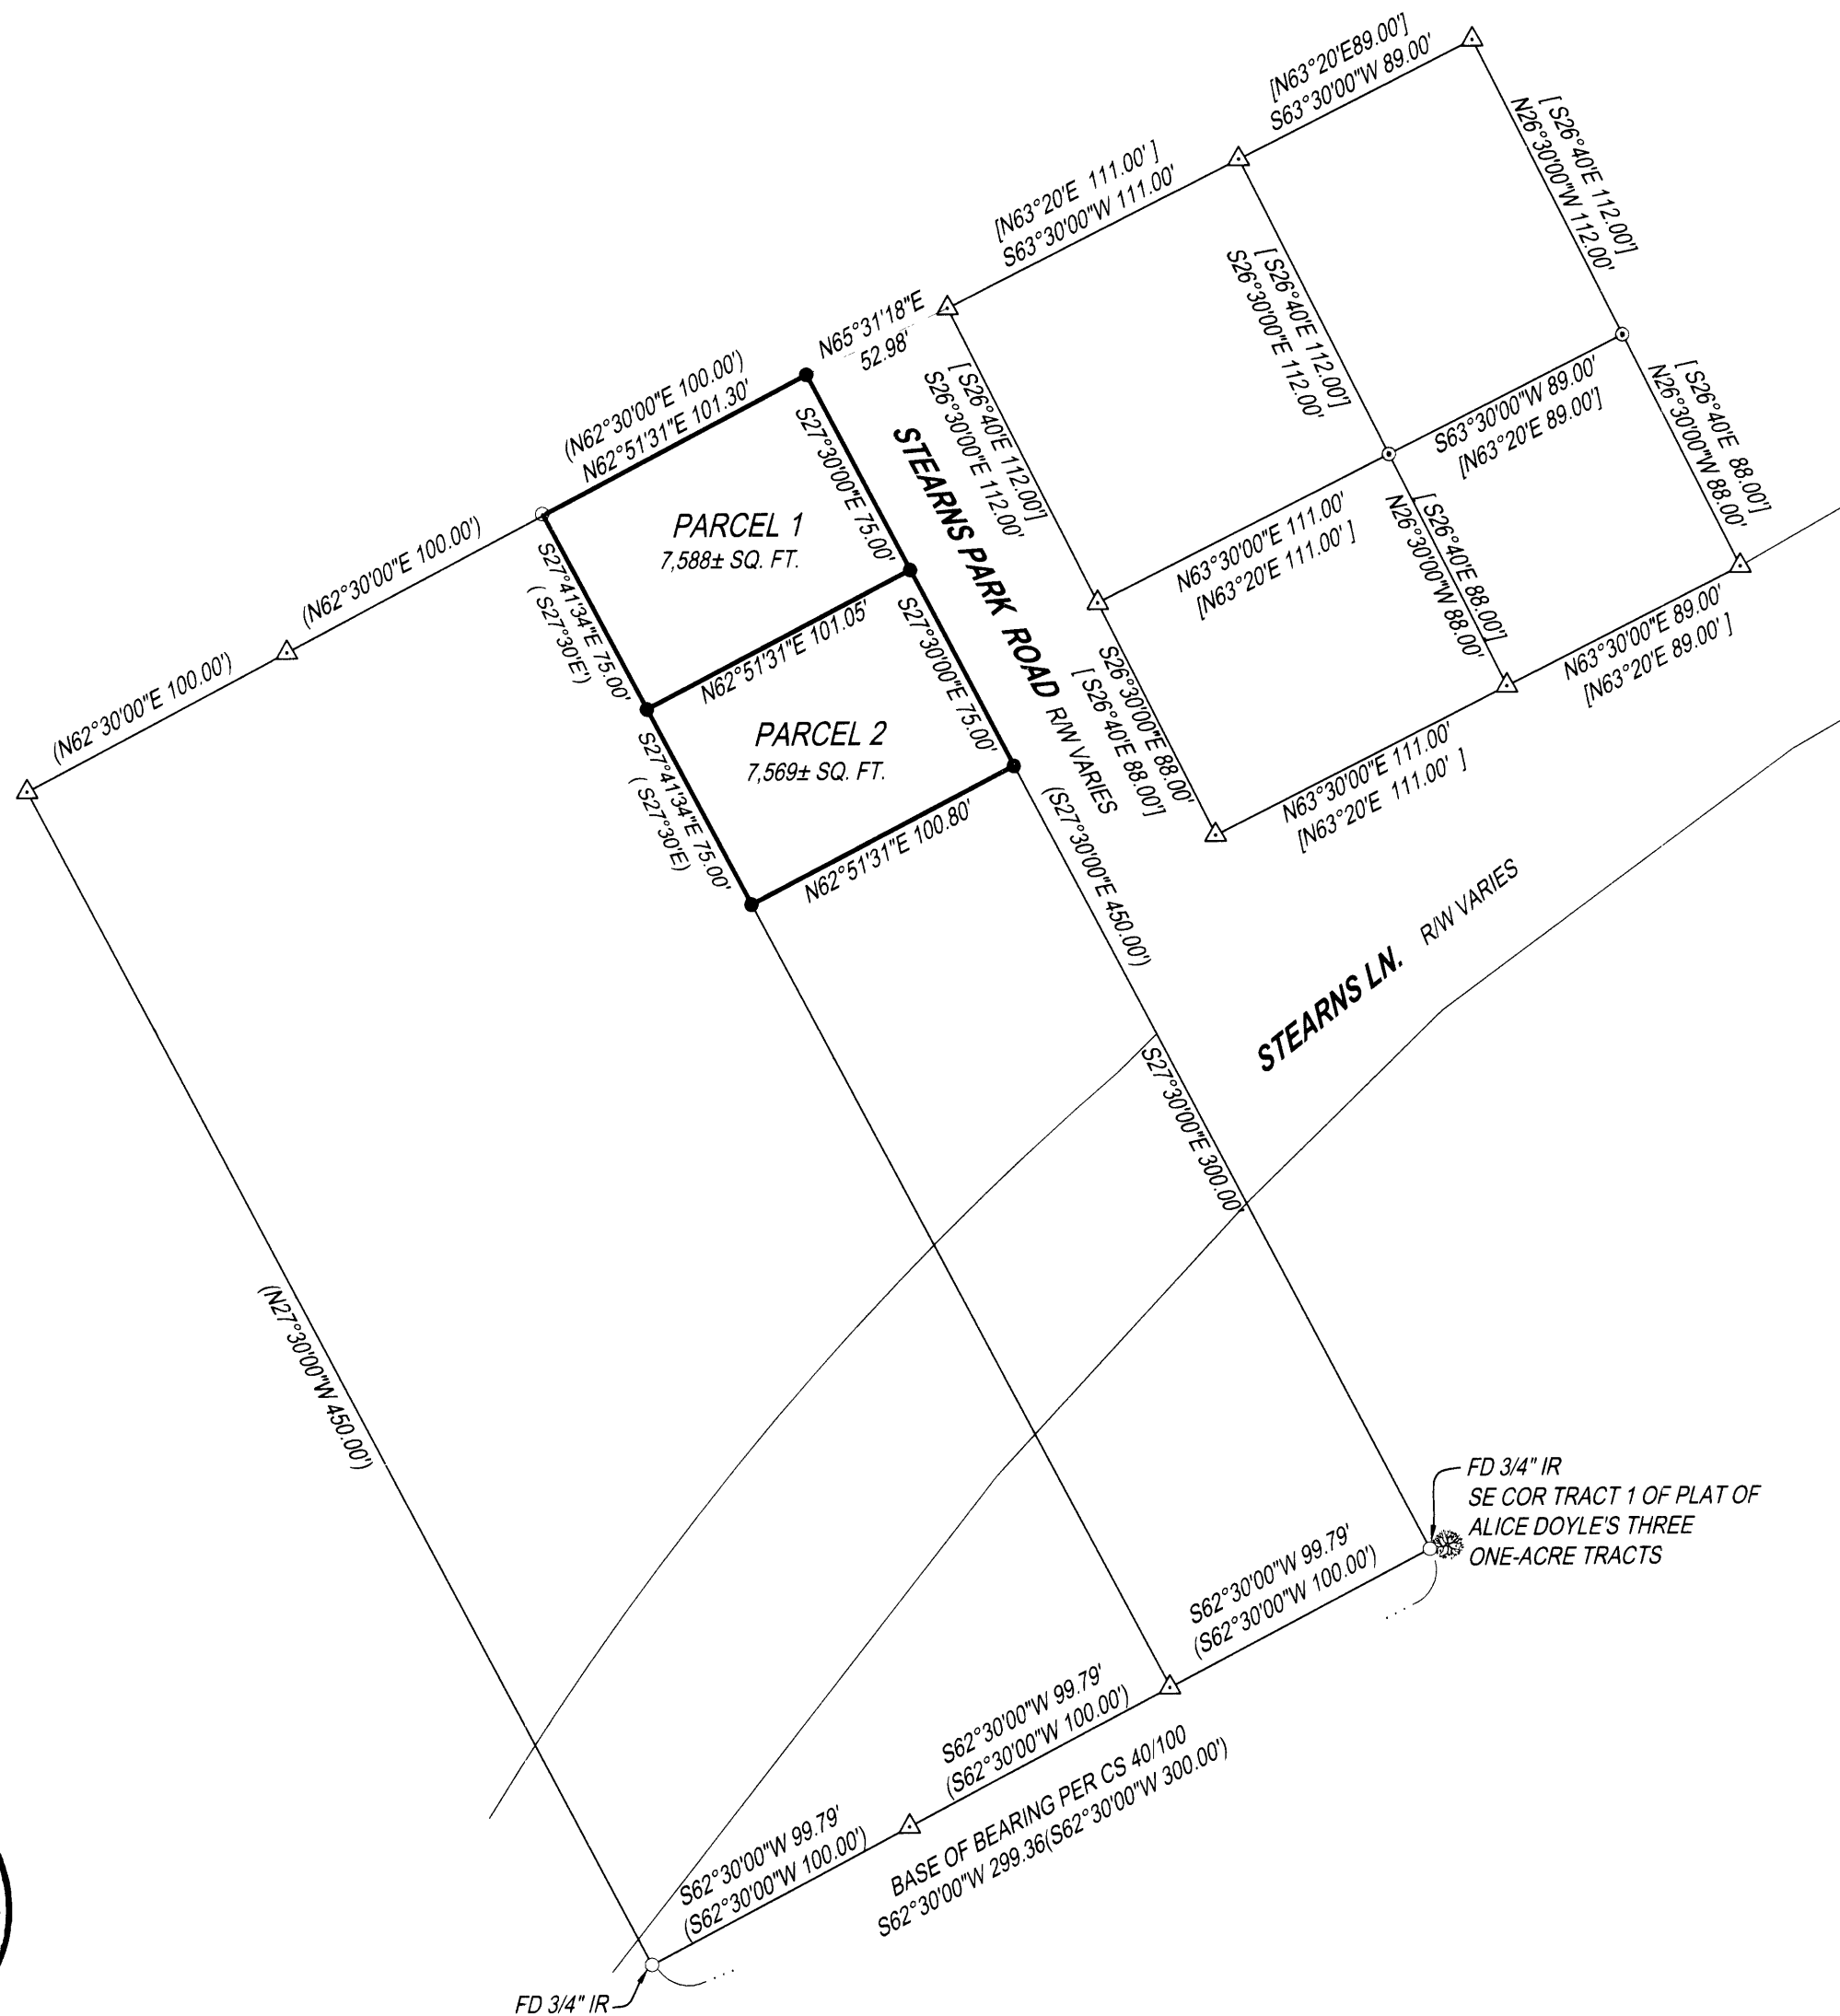 [N63°20'E89.00']
S63°30'00"W 89.00'
[N63°20'E 111.00' ]
S63°30'00"W 111.00'
[ S26°40'E 112.00']
N26°30'00"W 112.00'
[ S26°40'E 112.00']
S26°30'00"E 112.00'
N65°31'18"E
52.98'
[ S26°40'E 112.00']
S26°30'00"E 112.00'
(N62°30'00"E 100.00')
N62°51'31"E 101.30'
S27°30'00"E 75.00'
STEARNS PARK ROAD R/W VARIES
S63°30'00"W 89.00'
[N63°20'E 89.00']
[ S26°40'E 88.00']
N26°30'00"W 88.00'
N63°30'00"E 111.00'
[N63°20'E 111.00' ]
[ S26°40'E 88.00']
N26°30'00"W 88.00'
PARCEL 1
7,588± SQ. FT.
(N62°30'00"E 100.00')
S27°41'34"E 75.00'
( S27°30'E')
N62°51'31"E 101.05'
S27°30'00"E 75.00'
S26°30'00"E 88.00'
[ S26°40'E 88.00']
N63°30'00"E 89.00'
[N63°20'E 89.00' ]
(N62°30'00"E 100.00')
PARCEL 2
7,569± SQ. FT.
S27°41'34"E 75.00'
( S27°30'E)
N62°51'31"E 100.80'
N63°30'00"E 111.00'
[N63°20'E 111.00' ]
(S27°30'00"E 450.00')
STEARNS LN. R/W VARIES
S27°30'00"E 300.00'
(N27°30'00"W 450.00')
FD 3/4" IR
SE COR TRACT 1 OF PLAT OF
ALICE DOYLE'S THREE
ONE-ACRE TRACTS
S62°30'00"W 99.79'
(S62°30'00"W 100.00')
S62°30'00"W 99.79'
(S62°30'00"W 100.00')
S62°30'00"W 99.79'
(S62°30'00"W 100.00')
BASE OF BEARING PER CS 40/100
S62°30'00"W 299.36(S62°30'00"W 300.00')
FD 3/4" IR